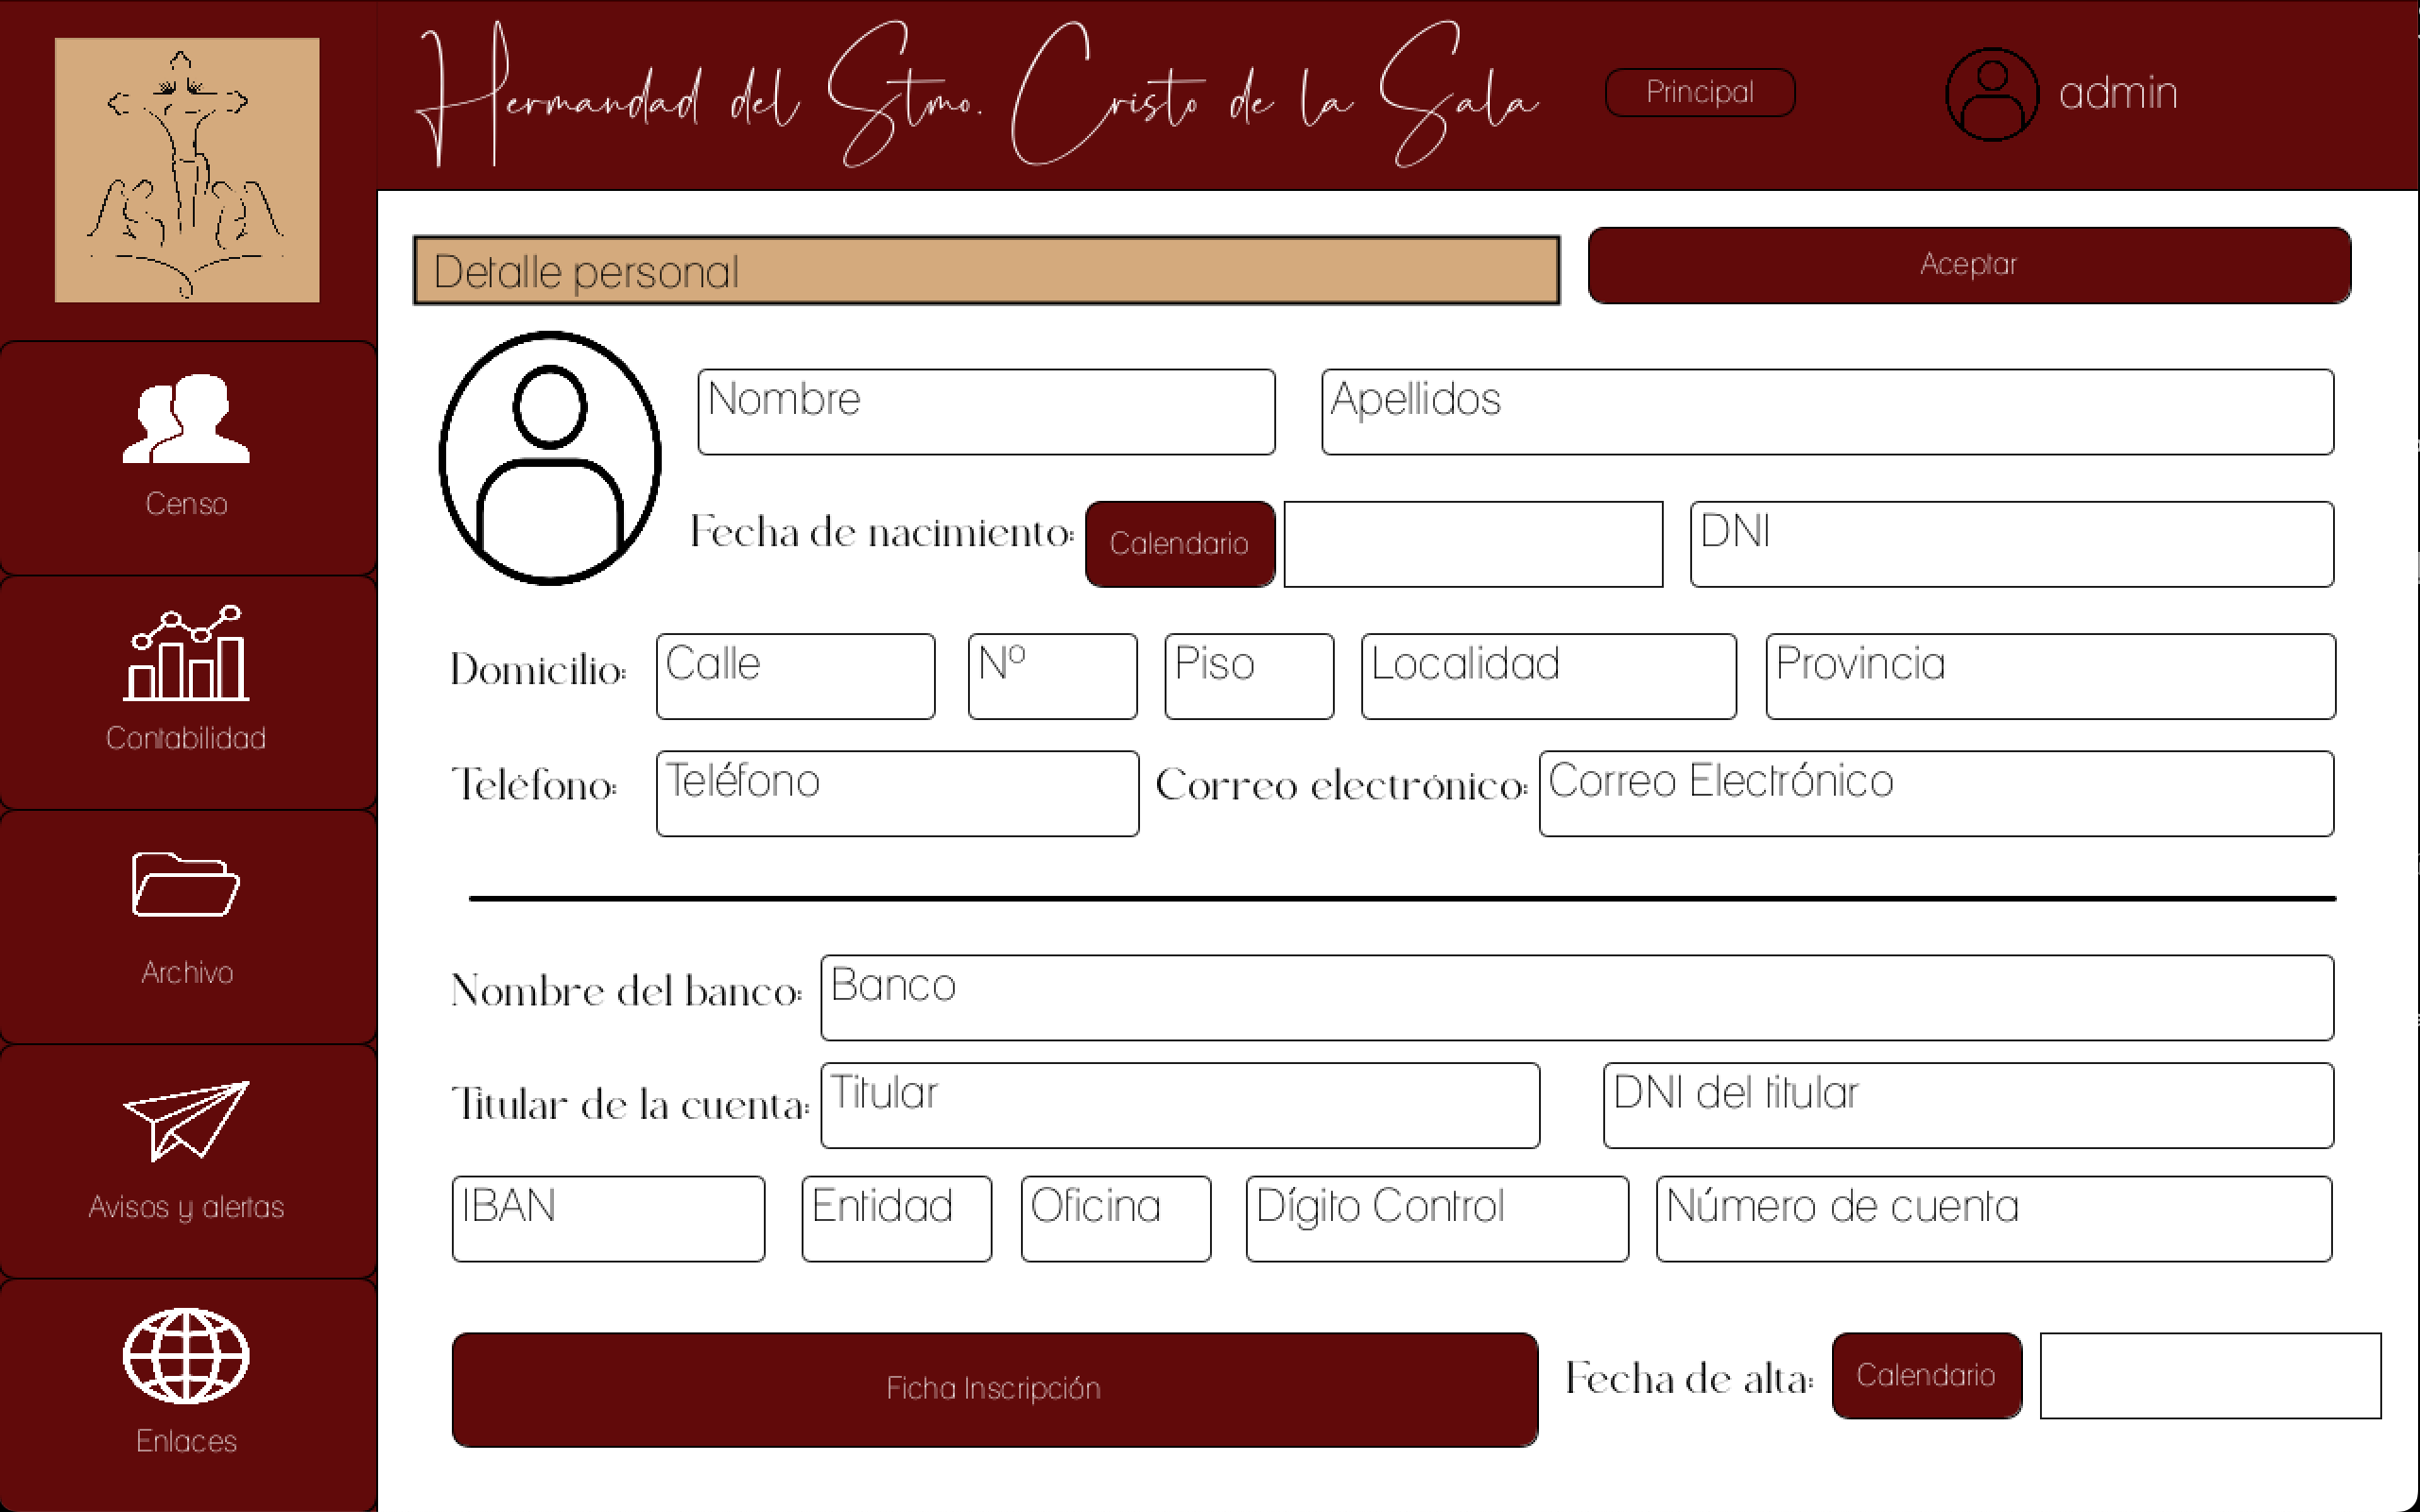 Hermandad del Stmo. Cristo de la Sala
Principal
admin
Detalle personal
Aceptar
Nombre
Apellidos
Fecha de nacimiento:
Calendario
DNI
Domicilio:
Calle
Nº
Piso
Localidad
Provincia
Teléfono:
Teléfono
Correo electrónico:
Correo Electrónico
Nombre del banco:
Banco
Titular de la cuenta:
Titular
DNI del titular
IBAN
Entidad
Oficina
Dígito Control
Número de cuenta
Ficha Inscripción
Fecha de alta:
Calendario
Censo
Contabilidad
Archivo
Avisos y alertas
Enlaces